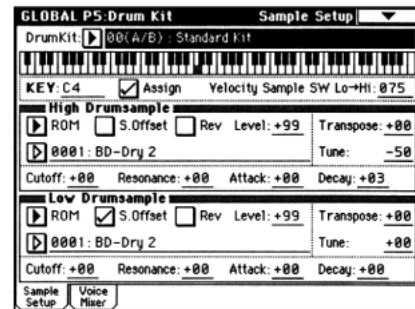 GLOBAL P5:Drum Kit Sample Setup
DrumKit: 00(A/B) : Standard Kit
KEY: C4 Assign Velocity Sample SW Lo→Hi: 075
High Drumsample
ROM S.Offset Rev Level: +99 Transpose: +00
0001: BD-Dry 2 Tune: -50
Cutoff: +00 Resonance: +00 Attack: +00 Decay: +03
Low Drumsample
ROM S.Offset Rev Level: +99 Transpose: +00
0001: BD-Dry 2 Tune: +00
Cutoff: +00 Resonance: +00 Attack: +00 Decay: +00
Sample Setup Voice Mixer